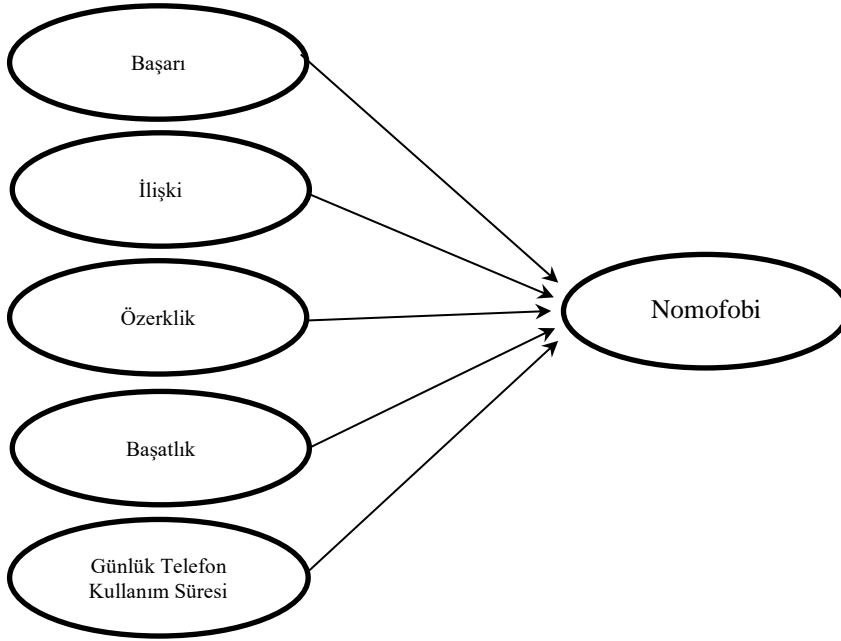 Başarı
İlişki
Özerklik
Nomofobi
Başatlık
Günlük Telefon
Kullanım Süresi